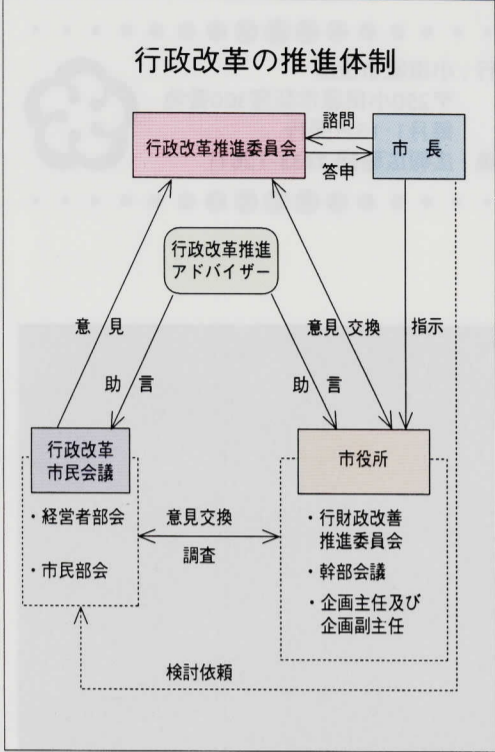 行政改革の推進体制
行政改革推進委員会
諮問
答申
市 長
行政改革推進
アドバイザー
意 見
意見 交換
指示
助 言
助 言
行政改革
市民会議
・経営者部会
・市民部会
意見交換
調査
市役所
・行財政改善
推進委員会
・幹部会議
・企画主任及び
企画副主任
検討依頼